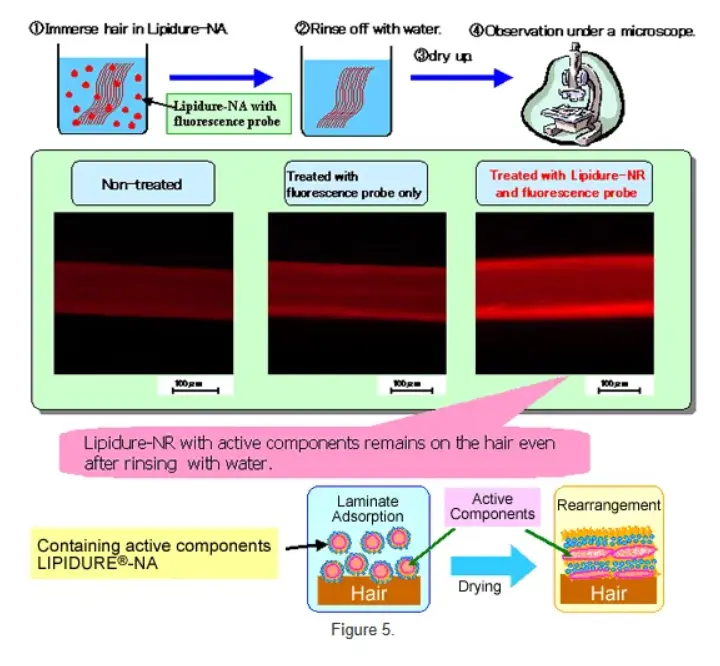 ①Immerse hair in Lipidure-NA.
②Rinse off with water.
④Observation under a microscope.
③dry up.
Lipidure-NA with
fluorescence probe
Non-treated
Treated with
fluorescence probe only
Treated with Lipidure-NR
and fluorescence probe
100μm
100μm
100μm
Lipidure-NR with active components remains on the hair even
after rinsing with water.
Laminate
Adsorption
Active
Components
Rearrangement
Containing active components
LIPIDURE®-NA
Hair
Drying
Hair
Figure 5.